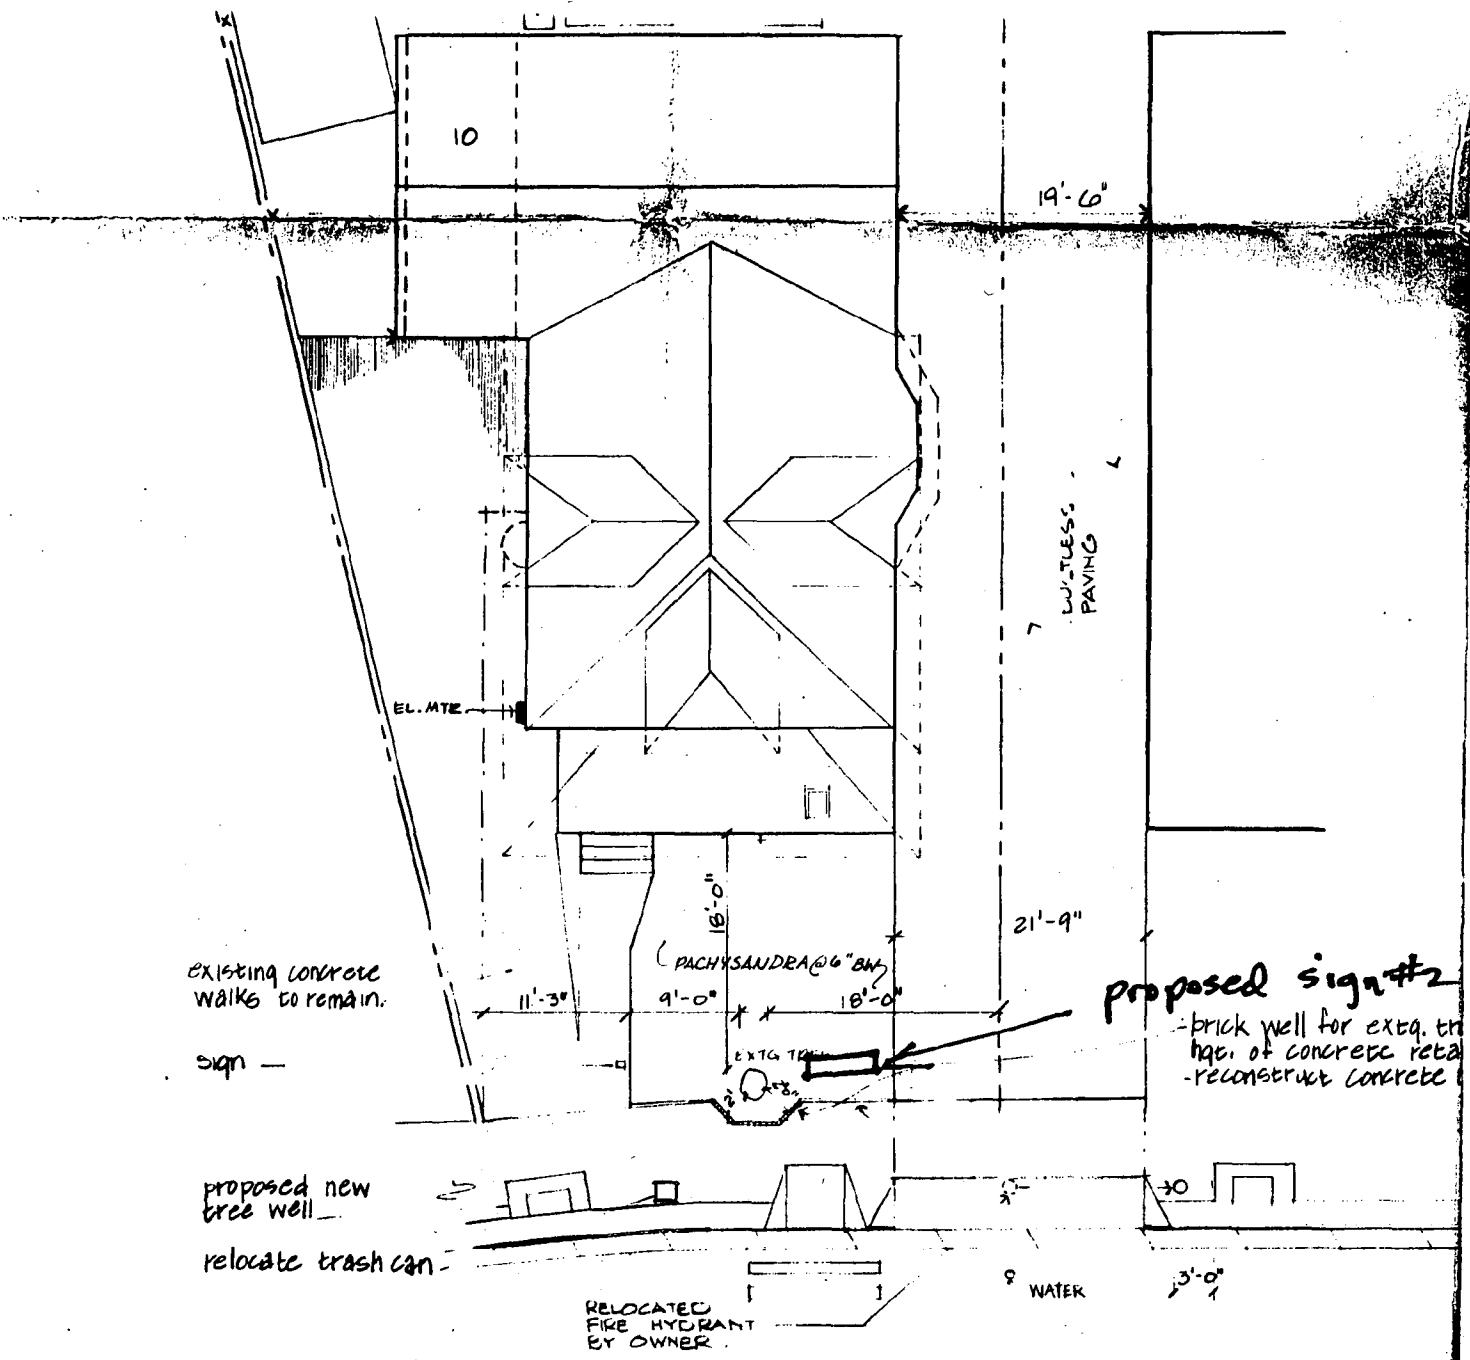 10
19'-6"
PAVING
EL. MTR.
18'-0"
21'-9"
PACHYSANDRA @ 6"
existing concrete
walks to remain.
11'-3"
9'-0"
18'-0"
proposed sign #2
-brick well for extg.
hgt. of concrete
-reconstruct concrete
sign
EXTG
proposed new
tree well
relocate trash can
3'-0"
WATER
RELOCATED
FIRE HYDRANT
BY OWNER.